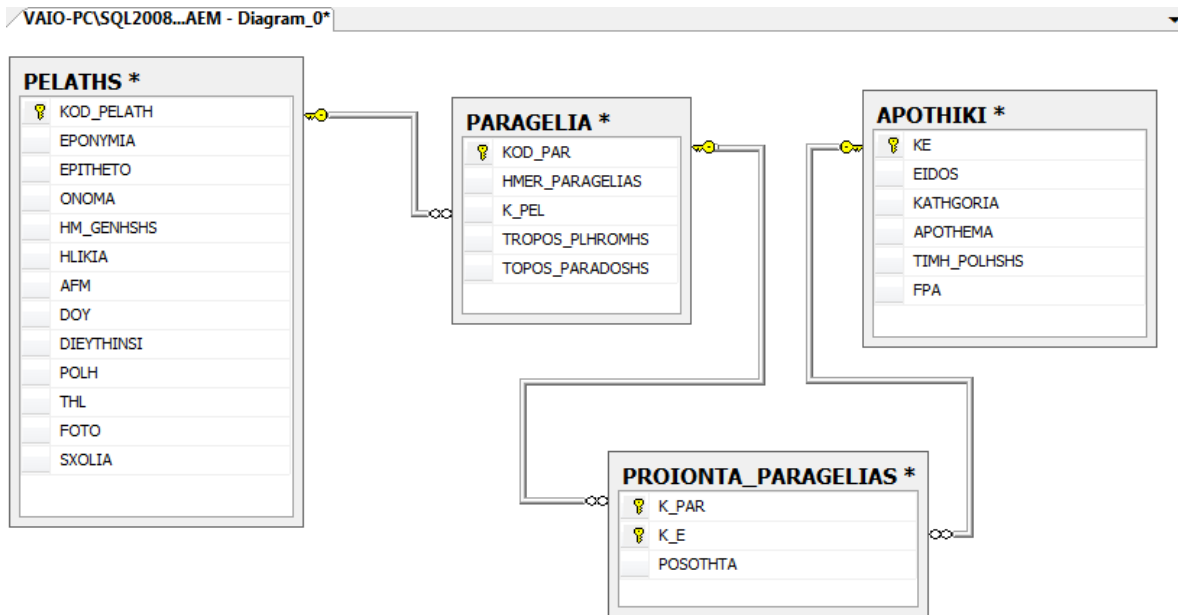 VAIO-PC\SQL2008...AEM - Diagram_0*
PELATHS *
KOD_PELATH
EPONYMIA
EPITHETO
ONOMA
HM_GENHSHS
HLIKIA
AFM
DOY
DIEYTHINSI
POLH
THL
FOTO
SXOLIA
PARAGELIA *
KOD_PAR
HMER_PARAGELIAS
K_PEL
TROPOS_PLHROMHS
TOPOS_PARADOSHS
APOTHIKI *
KE
EIDOS
KATHGORIA
APOTHEMA
TIMH_POLHSHS
FPA
PROIONTA_PARAGELIAS *
K_PAR
K_E
POSOTHTA